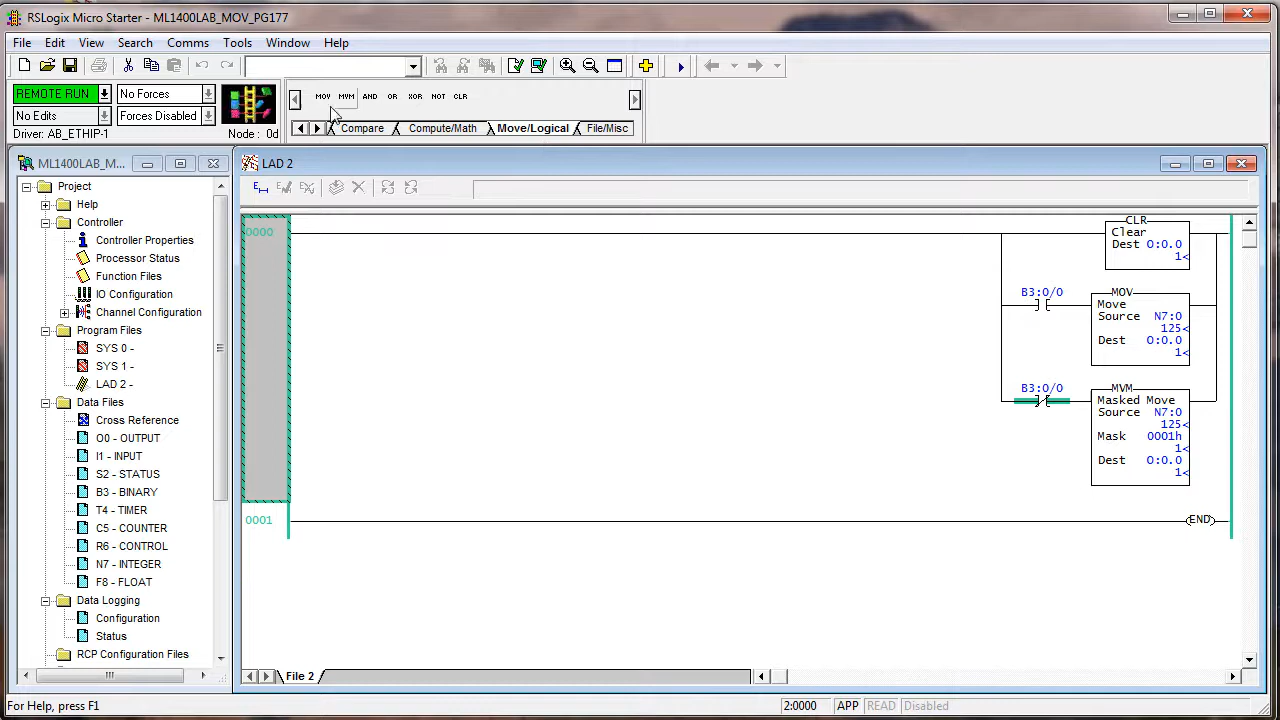 RSLogix Micro Starter - ML1400LAB_MOV_PG177
File Edit View Search Comms Tools Window Help
REMOTE RUN No Forces
No Edits Forces Disabled
Driver: AB_ETHIP-1 Node : 0d
MOV MVM AND OR XOR NOT CLR
Compare Compute/Math Move/Logical File/Misc
ML1400LAB_M...
Project
Help
Controller
Controller Properties
Processor Status
Function Files
IO Configuration
Channel Configuration
Program Files
SYS 0 -
SYS 1 -
LAD 2 -
Data Files
Cross Reference
O0 - OUTPUT
I1 - INPUT
S2 - STATUS
B3 - BINARY
T4 - TIMER
C5 - COUNTER
R6 - CONTROL
N7 - INTEGER
F8 - FLOAT
Data Logging
Configuration
Status
RCP Configuration Files
LAD 2
0000
CLR
Clear
Dest O:0.0
1<
B3:0/0
MOV
Move
Source N7:0
125<
Dest O:0.0
1<
B3:0/0
MVM
Masked Move
Source N7:0
125<
Mask 0001h
1<
Dest O:0.0
1<
0001
END
File 2
For Help, press F1
2:0000 APP READ Disabled